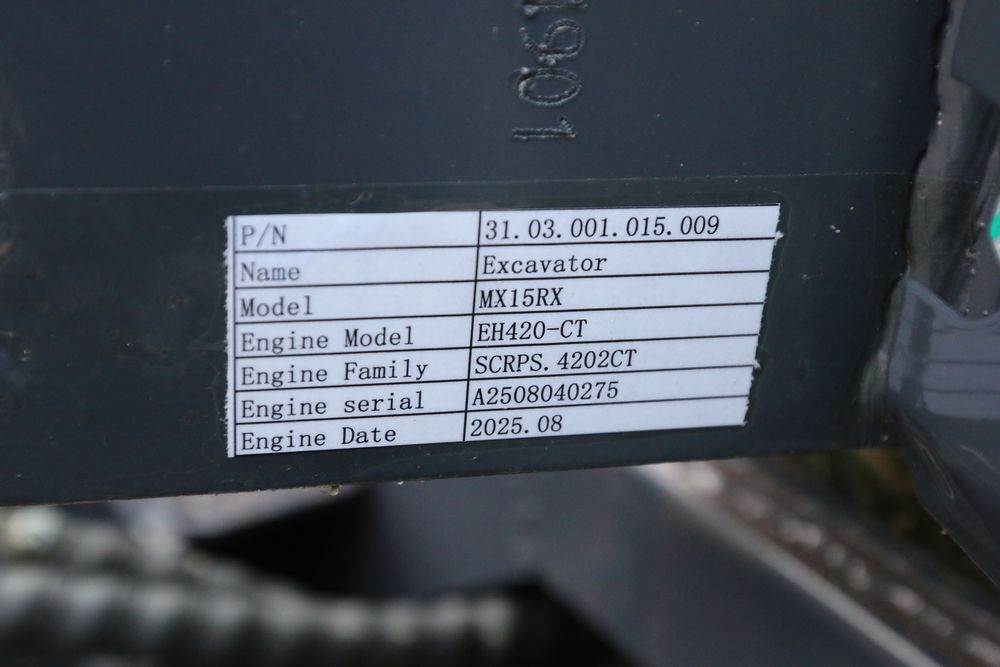 1901
P/N 31.03.001.015.009
Name Excavator
Model MX15RX
Engine Model EH420-CT
Engine Family SCRPS.4202CT
Engine serial A2508040275
Engine Date 2025.08